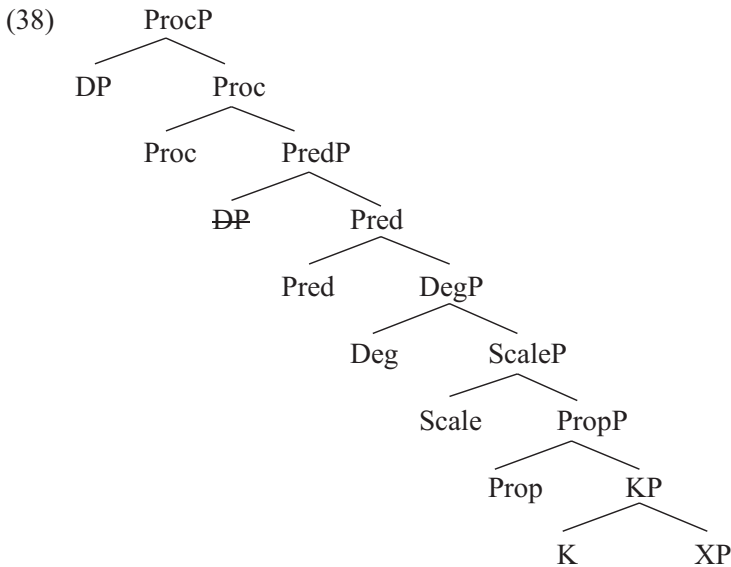 (38) ProcP
DP Proc
Proc PredP
DP Pred
Pred DegP
Deg ScaleP
Scale PropP
Prop KP
K XP